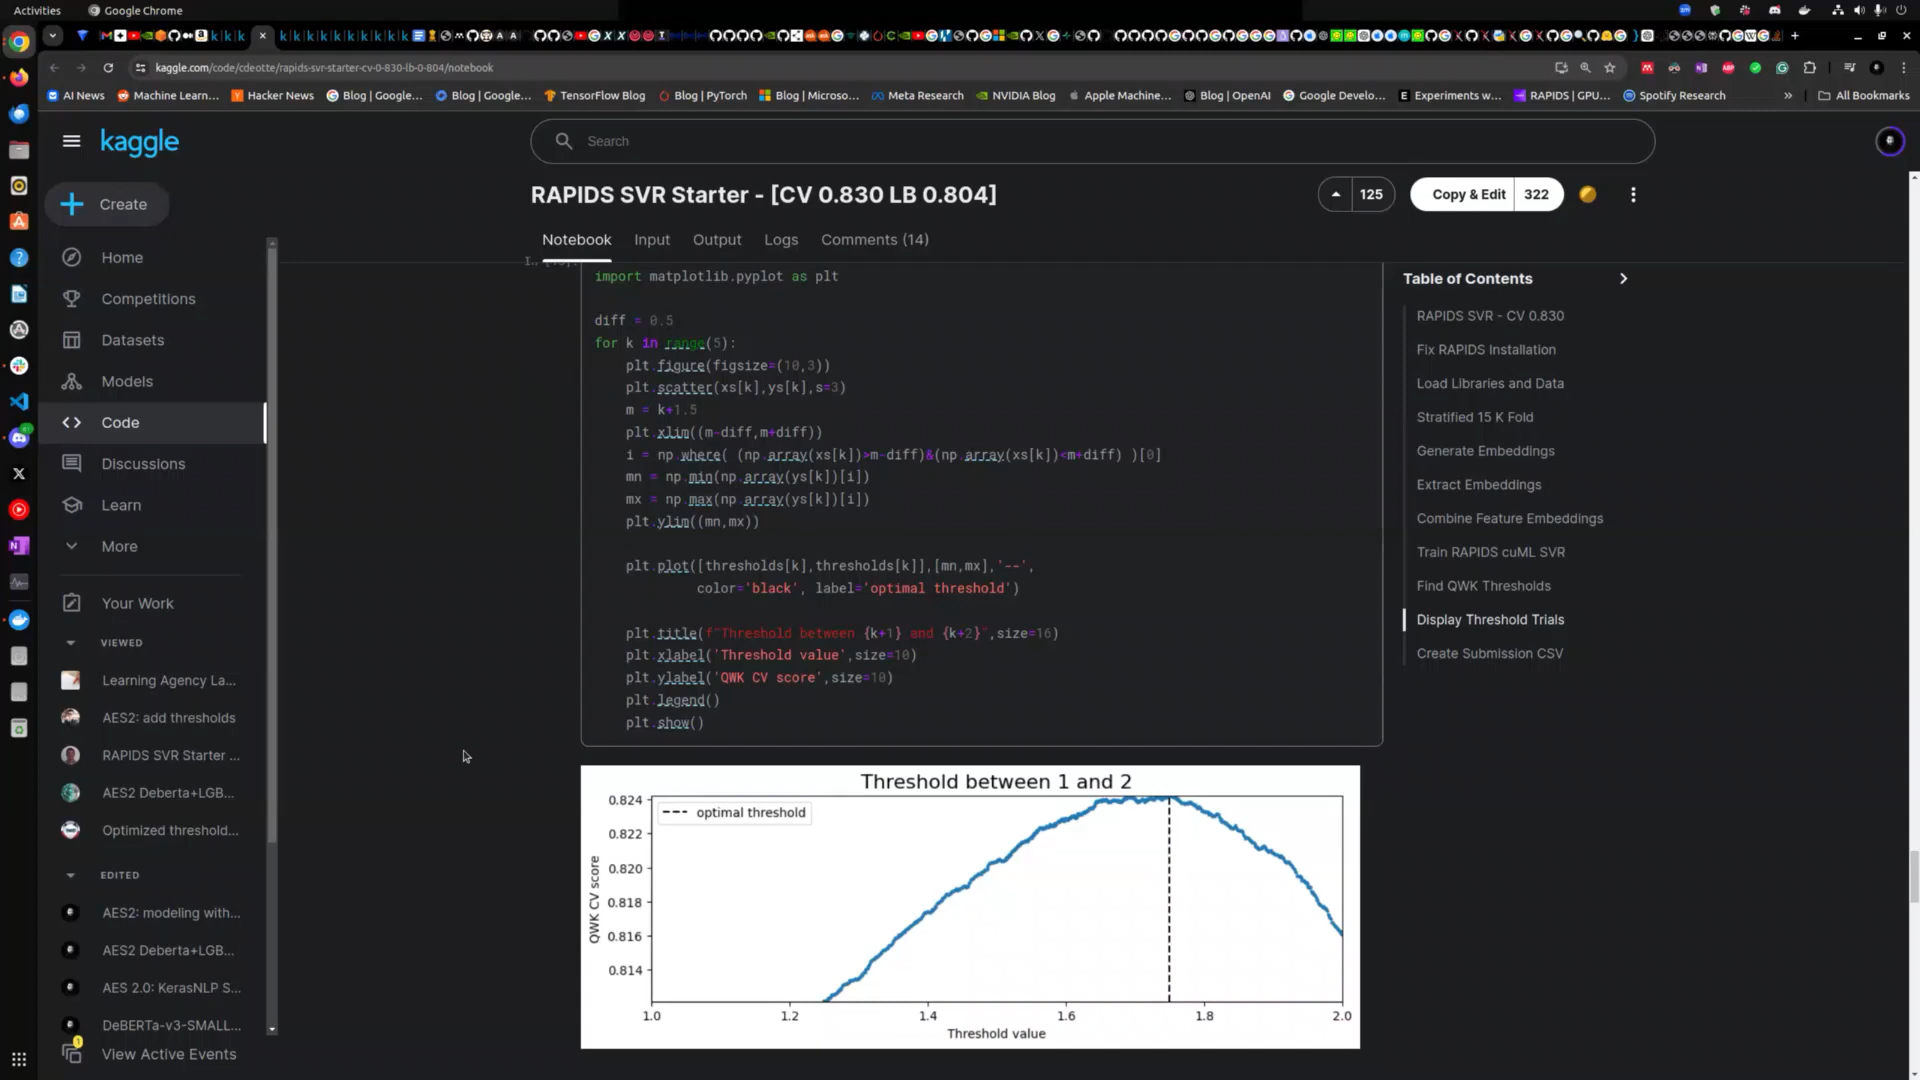 Activities
Google Chrome
kaggle.com/code/cdeotte/rapids-svr-starter-cv-0-830-lb-0-804/notebook
AI News
Machine Learn...
Hacker News
Blog | Google...
Blog | Google...
TensorFlow Blog
Blog | PyTorch
Blog | Microso...
Meta Research
NVIDIA Blog
Apple Machine...
Blog | OpenAI
Google Develo...
Experiments w...
RAPIDS | GPU...
Spotify Research
»
All Bookmarks
kaggle
Search
Create
Home
Competitions
Datasets
Models
Code
Discussions
Learn
More
Your Work
VIEWED
Learning Agency La...
AES2: add thresholds
RAPIDS SVR Starter ...
AES2 Deberta+LGB...
Optimized threshold...
EDITED
AES2: modeling with...
AES2 Deberta+LGB...
AES 2.0: KerasNLP S...
DeBERTa-v3-SMALL...
1
View Active Events
RAPIDS SVR Starter - [CV 0.830 LB 0.804]
125
Copy & Edit
322
Notebook
Input
Output
Logs
Comments (14)
import matplotlib.pyplot as plt
diff = 0.5
for k in range(5):
plt.figure(figsize=(10,3))
plt.scatter(xs[k],ys[k],s=3)
m = k+1.5
plt.xlim((m-diff,m+diff))
i = np.where( (np.array(xs[k])>m-diff)&(np.array(xs[k])<m+diff) )[0]
mn = np.min(np.array(ys[k])[i])
mx = np.max(np.array(ys[k])[i])
plt.ylim((mn,mx))
plt.plot([thresholds[k],thresholds[k]],[mn,mx],'--',
color='black', label='optimal threshold')
plt.title(f"Threshold between {k+1} and {k+2}",size=16)
plt.xlabel('Threshold value',size=10)
plt.ylabel('QWK CV score',size=10)
plt.legend()
plt.show()
Threshold between 1 and 2
optimal threshold
QWK CV score
0.824
0.822
0.820
0.818
0.816
0.814
1.0
1.2
1.4
1.6
1.8
2.0
Threshold value
Table of Contents
RAPIDS SVR - CV 0.830
Fix RAPIDS Installation
Load Libraries and Data
Stratified 15 K Fold
Generate Embeddings
Extract Embeddings
Combine Feature Embeddings
Train RAPIDS cuML SVR
Find QWK Thresholds
Display Threshold Trials
Create Submission CSV